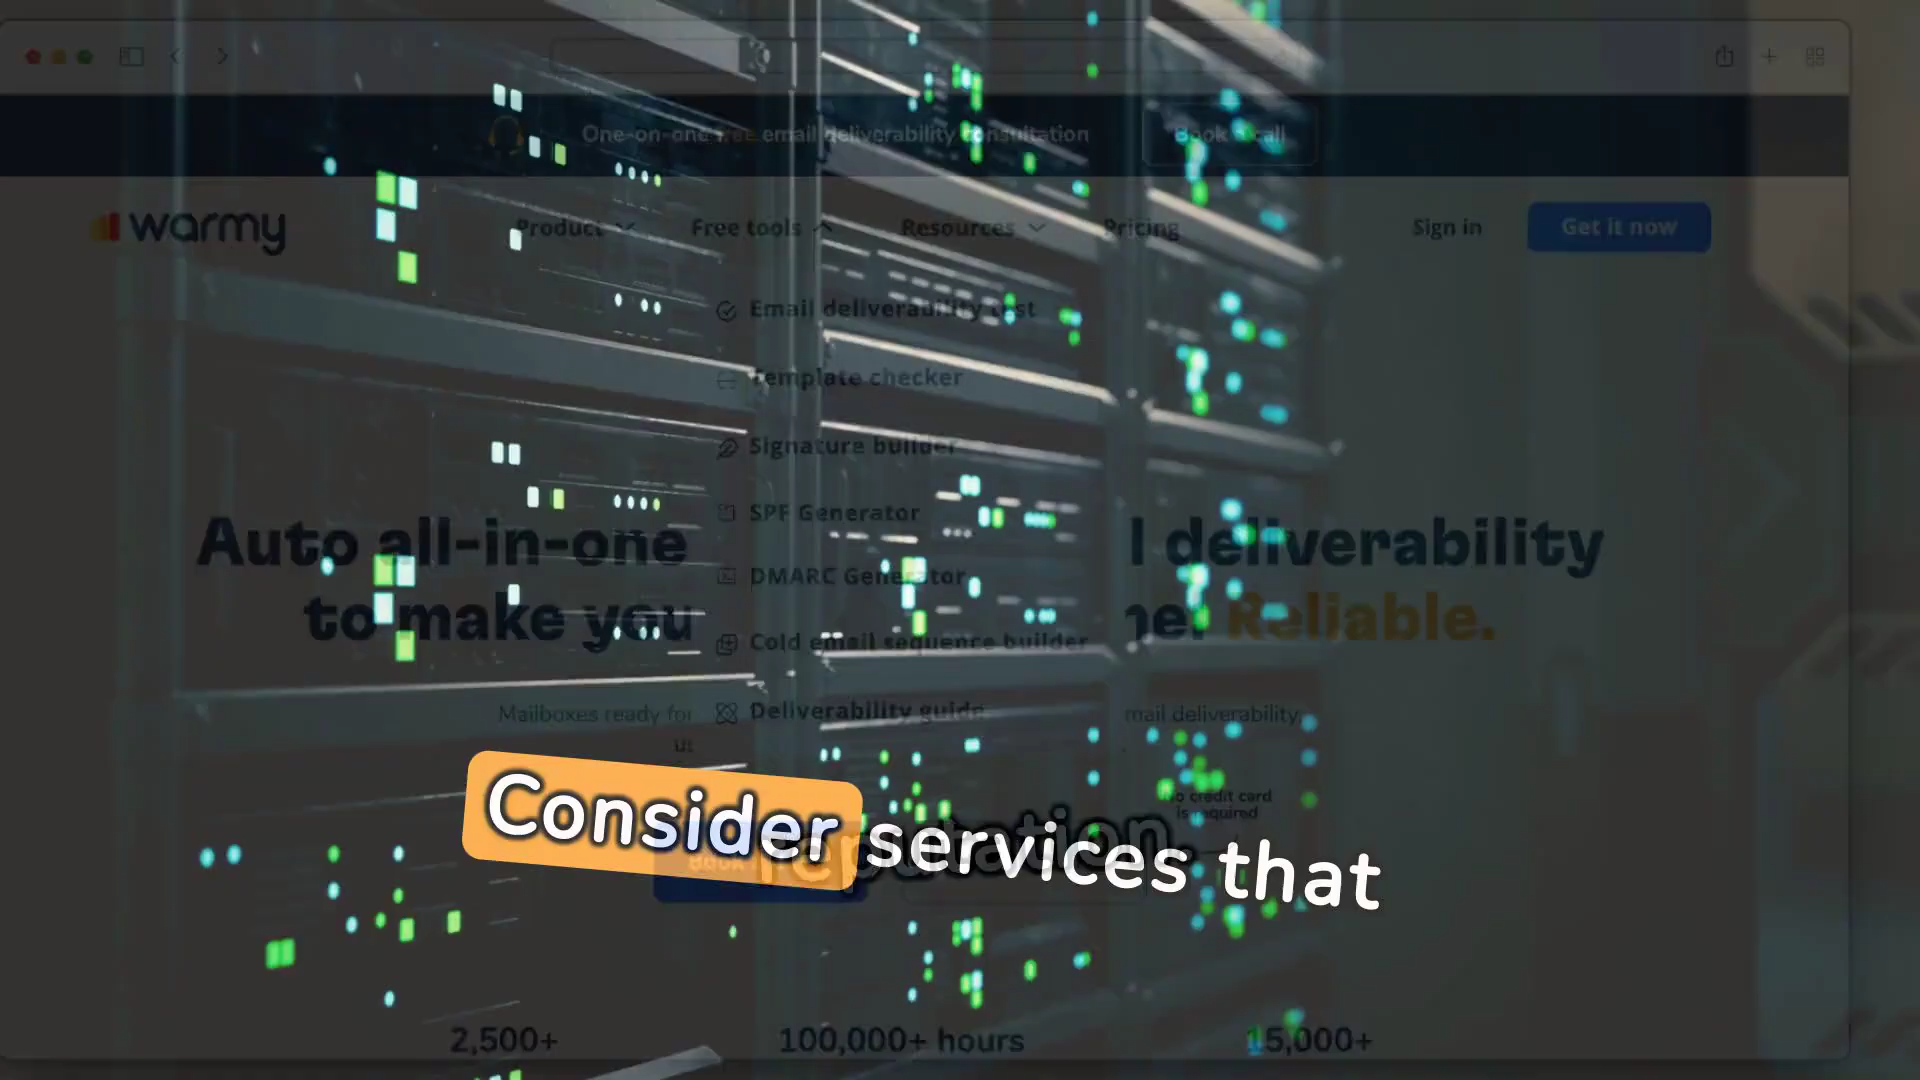 One-on-one free email deliverability consultation
Book a call
warmy
Product
Free tools
Resources
Pricing
Sign in
Get it now
Email deliverability test
Template checker
Signature builder
SPF Generator
DMARC Generator
Cold email sequence builder
Deliverability guide
Auto all-in-one
l deliverability
to make you
Reliable.
Mailboxes ready for
mail deliverability,
us
o credit card
is required
Book
reputation.
Consider services that
2,500+
100,000+ hours
15,000+